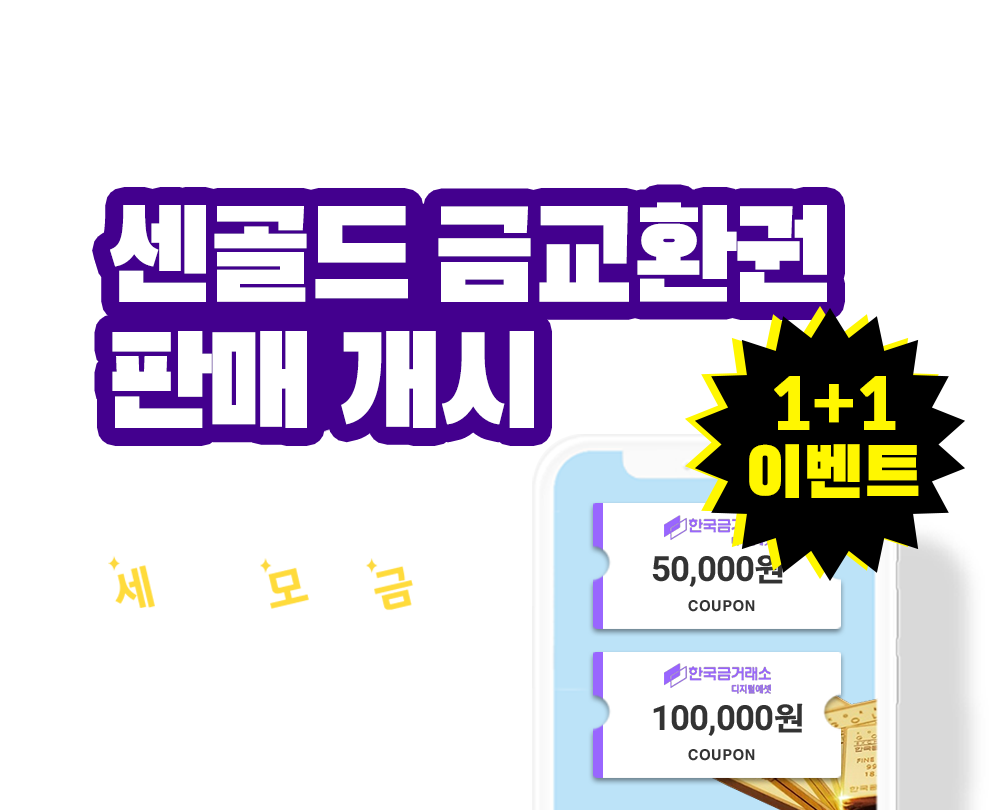 센골드 금교환권
판매 개시
1+1
이벤트
세 모 금
한국금거
50,000원
COUPON
한국금거래소
디지털에셋
100,000원
COUPON
FINE